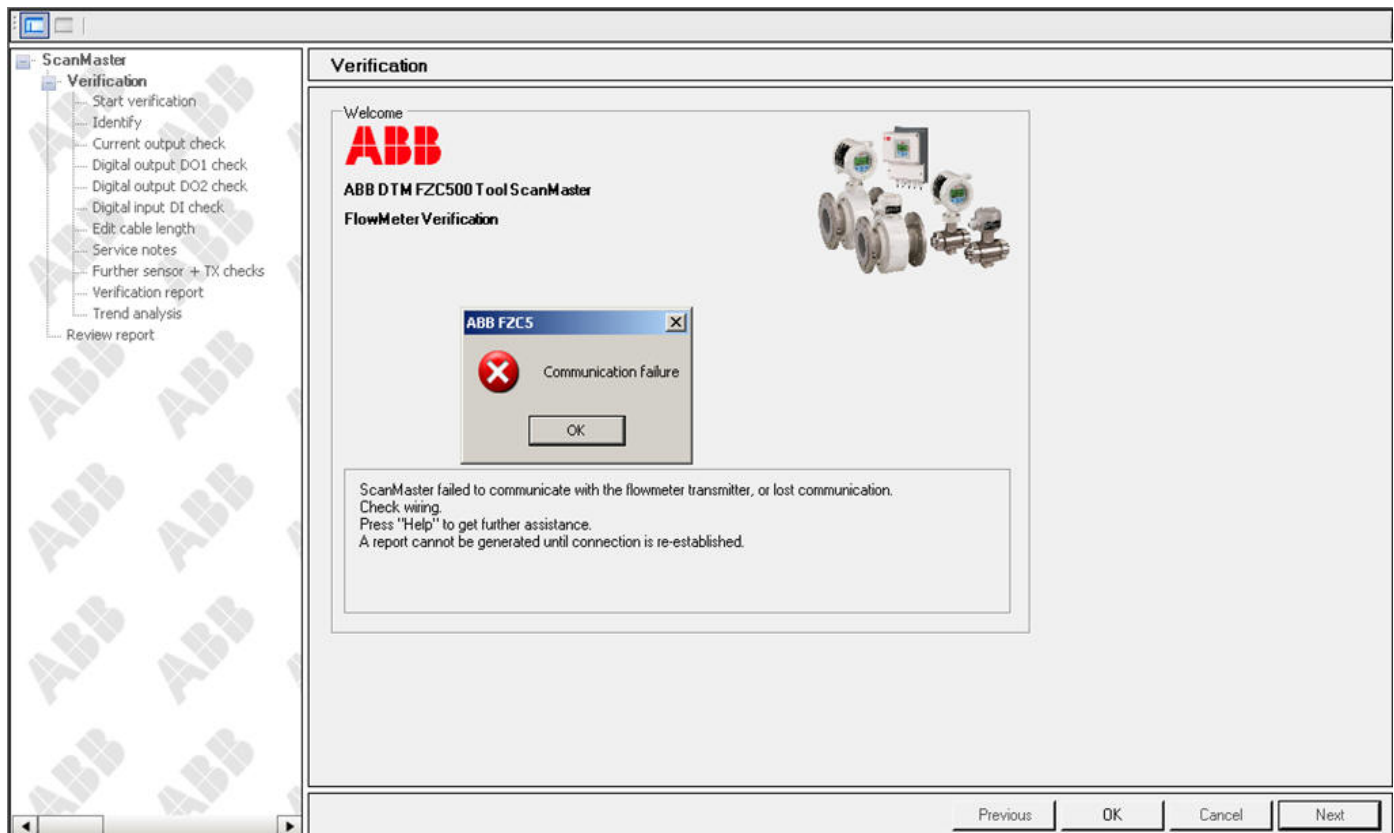 ScanMaster
Verification
Start verification
Identify
Current output check
Digital output DO1 check
Digital output DO2 check
Digital input DI check
Edit cable length
Service notes
Further sensor + TX checks
Verification report
Trend analysis
Review report
Verification
Welcome
ABB
ABB DTM FZC500 Tool ScanMaster
FlowMeter Verification
ABB FZC5
Communication failure
OK
ScanMaster failed to communicate with the flowmeter transmitter, or lost communication.
Check wiring.
Press "Help" to get further assistance.
A report cannot be generated until connection is re-established.
Previous
OK
Cancel
Next